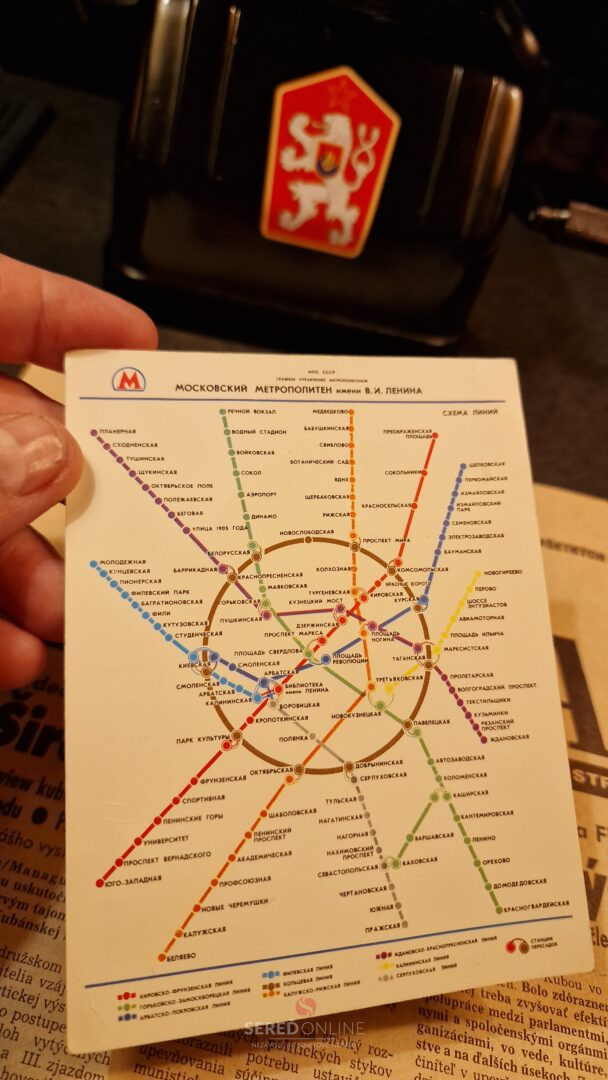 М
МПО СССР
ГЛАВНОЕ УПРАВЛЕНИЕ МЕТРОПОЛИТЕНОВ
МОСКОВСКИЙ МЕТРОПОЛИТЕН имени В.И. ЛЕНИНА
СХЕМА ЛИНИЙ
ПЛАНЕРНАЯ
СХОДНЕНСКАЯ
ТУШИНСКАЯ
ЩУКИНСКАЯ
ОКТЯБРЬСКОЕ ПОЛЕ
ПОЛЕЖАЕВСКАЯ
БЕГОВАЯ
УЛИЦА 1905 ГОДА
БАРРИКАДНАЯ
РЕЧНОЙ ВОКЗАЛ
ВОДНЫЙ СТАДИОН
ВОЙКОВСКАЯ
СОКОЛ
АЭРОПОРТ
ДИНАМО
БЕЛОРУССКАЯ
МЕДВЕДКОВО
БАБУШКИНСКАЯ
СВИБЛОВО
БОТАНИЧЕСКИЙ САД
ВДНХ
ЩЕРБАКОВСКАЯ
РИЖСКАЯ
ПРОСПЕКТ МИРА
НОВОСЛОБОДСКАЯ
ПРЕОБРАЖЕНСКАЯ
ПЛОЩАДЬ
СОКОЛЬНИКИ
КРАСНОСЕЛЬСКАЯ
КОМСОМОЛЬСКАЯ
ЩЕЛКОВСКАЯ
ПЕРВОМАЙСКАЯ
ИЗМАЙЛОВСКАЯ
ИЗМАЙЛОВСКИЙ
ПАРК
СЕМЕНОВСКАЯ
ЭЛЕКТРОЗАВОДСКАЯ
БАУМАНСКАЯ
КУРСКАЯ
МОЛОДЕЖНАЯ
КУНЦЕВСКАЯ
ПИОНЕРСКАЯ
ФИЛЕВСКИЙ ПАРК
БАГРАТИОНОВСКАЯ
ФИЛИ
КУТУЗОВСКАЯ
СТУДЕНЧЕСКАЯ
КИЕВСКАЯ
СМОЛЕНСКАЯ
АРБАТСКАЯ
КАЛИНИНСКАЯ
КРАСНОПРЕСНЕНСКАЯ
МАЯКОВСКАЯ
ГОРЬКОВСКАЯ
ПУШКИНСКАЯ
КОЛХОЗНАЯ
ТУРГЕНЕВСКАЯ
КУЗНЕЦКИЙ МОСТ
КРАСНЫЕ ВОРОТА
КИРОВСКАЯ
ДЗЕРЖИНСКАЯ
ПРОСПЕКТ МАРКСА
ПЛОЩАДЬ
НОГИНА
ПЛОЩАДЬ СВЕРДЛОВА
ПЛОЩАДЬ
РЕВОЛЮЦИИ
СМОЛЕНСКАЯ
АРБАТСКАЯ
БИБЛИОТЕКА
имени ЛЕНИНА
БОРОВИЦКАЯ
КРОПОТКИНСКАЯ
ПОЛЯНКА
ТРЕТЬЯКОВСКАЯ
НОВОКУЗНЕЦКАЯ
НОВОГИРЕЕВО
ПЕРОВО
ШОССЕ
ЭНТУЗИАСТОВ
АВИАМОТОРНАЯ
ПЛОЩАДЬ ИЛЬИЧА
МАРКСИСТСКАЯ
ТАГАНСКАЯ
ПРОЛЕТАРСКАЯ
ВОЛГОГРАДСКИЙ ПРОСПЕКТ
ТЕКСТИЛЬЩИКИ
КУЗЬМИНКИ
РЯЗАНСКИЙ
ПРОСПЕКТ
ЖДАНОВСКАЯ
ПАВЕЛЕЦКАЯ
АВТОЗАВОДСКАЯ
КОЛОМЕНСКАЯ
КАШИРСКАЯ
КАНТЕМИРОВСКАЯ
ЛЕНИНО
ОРЕХОВО
ДОМОДЕДОВСКАЯ
КРАСНОГВАРДЕЙСКАЯ
ВАРШАВСКАЯ
КАХОВСКАЯ
ПАРК КУЛЬТУРЫ
ФРУНЗЕНСКАЯ
СПОРТИВНАЯ
ЛЕНИНСКИЕ ГОРЫ
УНИВЕРСИТЕТ
ПРОСПЕКТ ВЕРНАДСКОГО
ЮГО-ЗАПАДНАЯ
ОКТЯБРЬСКАЯ
ШАБОЛОВСКАЯ
ЛЕНИНСКИЙ
ПРОСПЕКТ
АКАДЕМИЧЕСКАЯ
ПРОФСОЮЗНАЯ
НОВЫЕ ЧЕРЕМУШКИ
КАЛУЖСКАЯ
БЕЛЯЕВО
ДОБРЫНИНСКАЯ
СЕРПУХОВСКАЯ
ТУЛЬСКАЯ
НАГАТИНСКАЯ
НАГОРНАЯ
НАХИМОВСКИЙ
ПРОСПЕКТ
СЕВАСТОПОЛЬСКАЯ
ЧЕРТАНОВСКАЯ
ЮЖНАЯ
ПРАЖСКАЯ
КИРОВСКО-ФРУНЗЕНСКАЯ ЛИНИЯ
ГОРЬКОВСКО-ЗАМОСКВОРЕЦКАЯ ЛИНИЯ
АРБАТСКО-ПОКРОВСКАЯ ЛИНИЯ
ФИЛЕВСКАЯ ЛИНИЯ
КОЛЬЦЕВАЯ ЛИНИЯ
КАЛУЖСКО-РИЖСКАЯ ЛИНИЯ
ЖДАНОВСКО-КРАСНОПРЕСНЕНСКАЯ ЛИНИЯ
КАЛИНИНСКАЯ ЛИНИЯ
СЕРПУХОВСКАЯ ЛИНИЯ
СТАНЦИИ
ПЕРЕСАДОК
SEREDONLINE
Kubovou v
Bolo zdôraznen
treba zvyšovať efektí
polupráce medzi parlamentmi,
nými a spoločenskými orgánm
ganizáciami, vo vede, kultúre,
stve a na ďalších úsekoch.
potrebu
upevňovania
a III. zjazdom